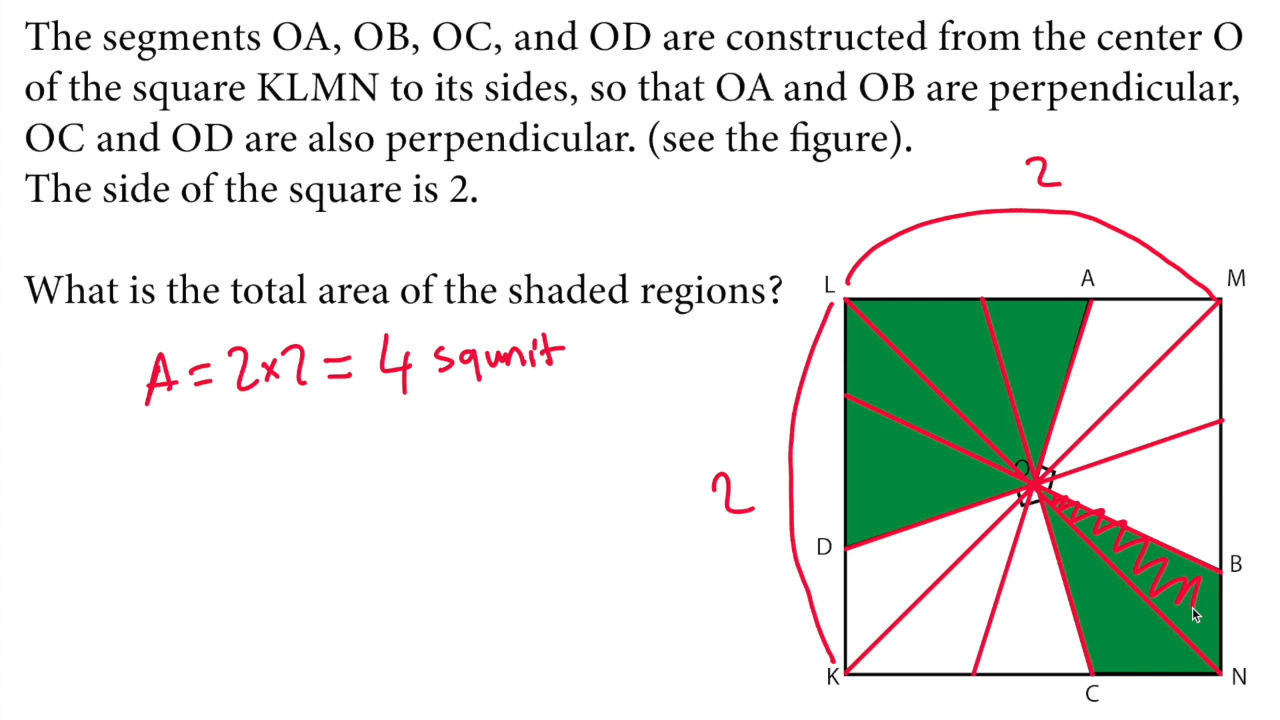 The segments OA, OB, OC, and OD are constructed from the center O
of the square KLMN to its sides, so that OA and OB are perpendicular,
OC and OD are also perpendicular. (see the figure).
The side of the square is 2.
What is the total area of the shaded regions?
A = 2x2 = 4 squnit
2
L
A
M
2
O
D
B
K
C
N